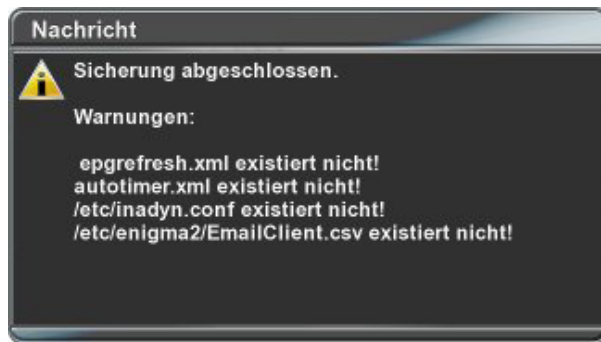 Nachricht
Sicherung abgeschlossen.
Warnungen:
epgrefresh.xml existiert nicht!
autotimer.xml existiert nicht!
/etc/inadyn.conf existiert nicht!
/etc/enigma2/EmailClient.csv existiert nicht!